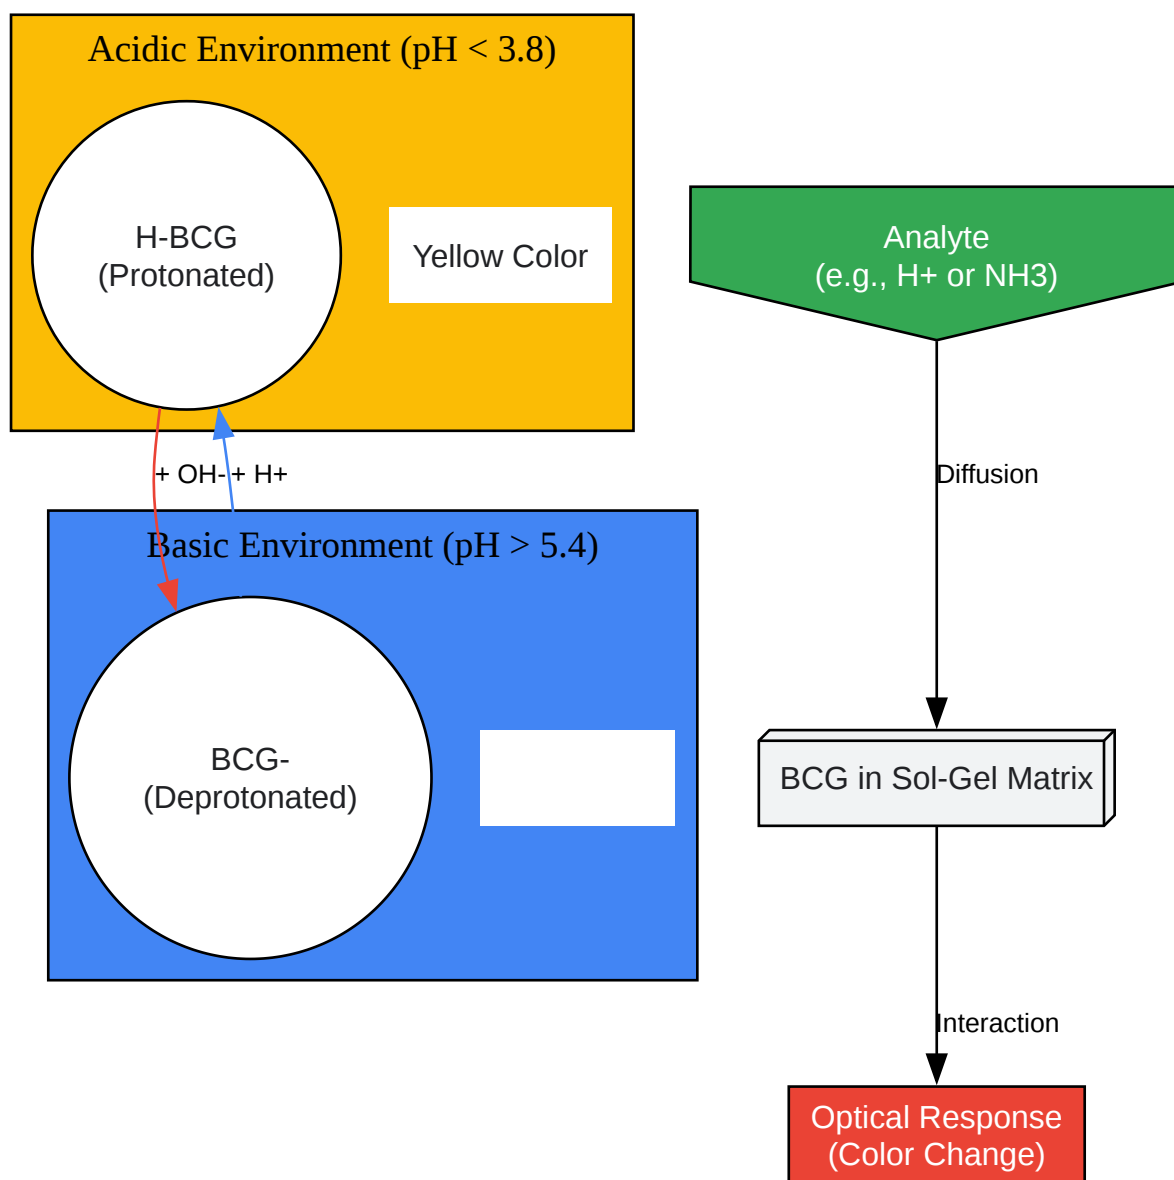 Acidic Environment (pH < 3.8)
H-BCG
(Protonated)
Yellow Color
+ OH-
+ H+
Basic Environment (pH > 5.4)
BCG-
(Deprotonated)
Analyte
(e.g., H+ or NH3)
Diffusion
BCG in Sol-Gel Matrix
Interaction
Optical Response
(Color Change)